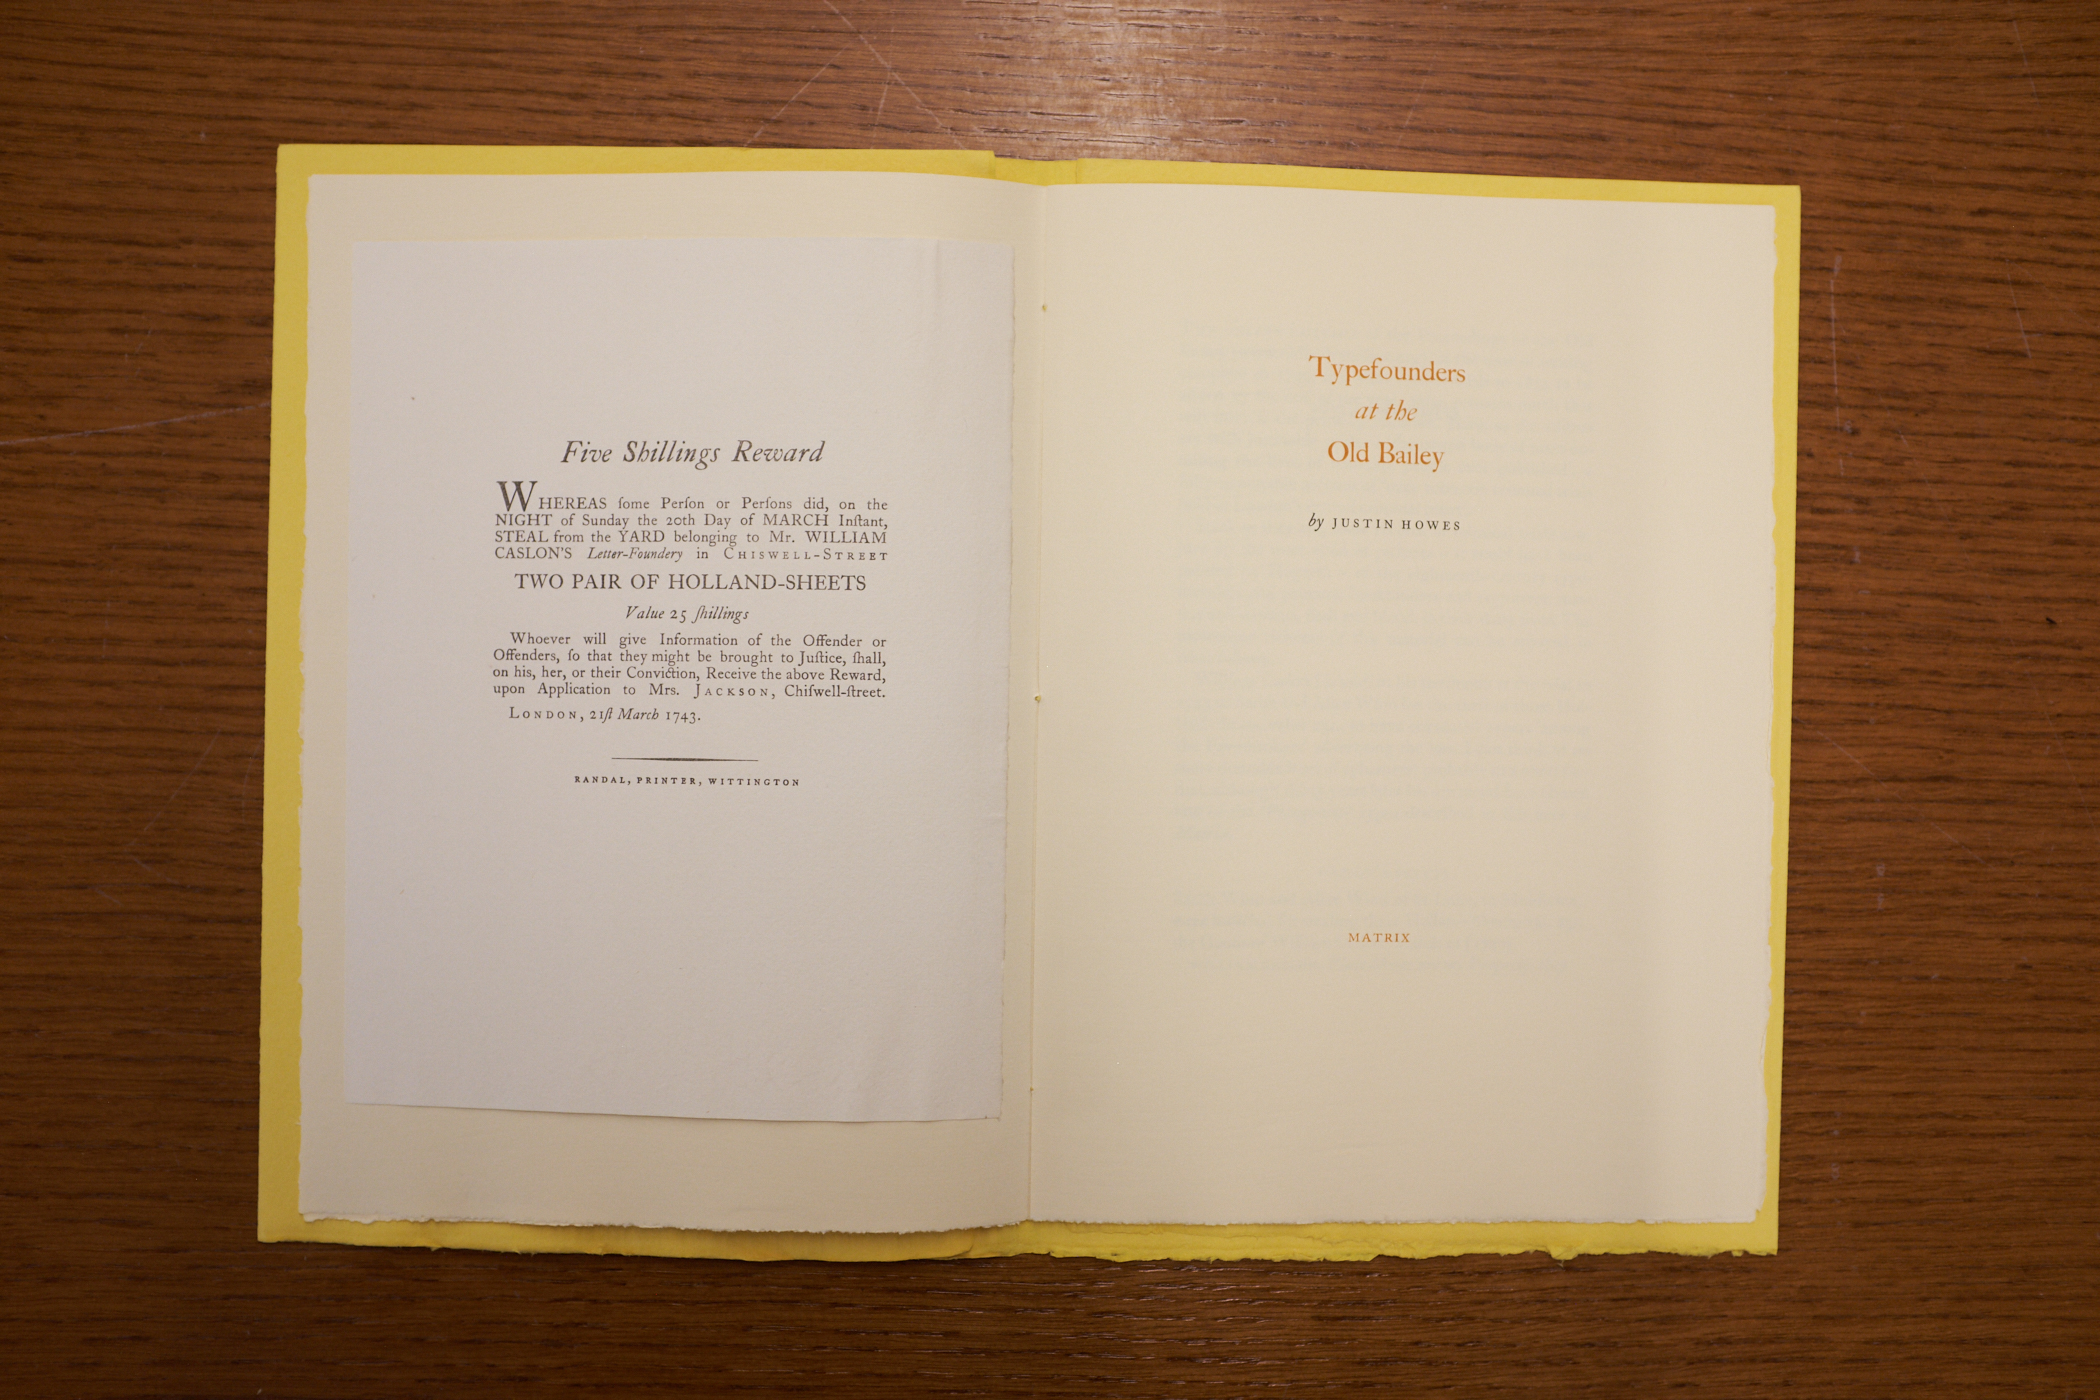 Five Shillings Reward
WHEREAS ſome Perſon or Perſons did, on the
NIGHT of Sunday the 20th Day of MARCH Inſtant,
STEAL from the YARD belonging to Mr. WILLIAM
CASLON'S Letter-Foundery in CHISWELL-STREET
TWO PAIR OF HOLLAND-SHEETS
Value 25 ſhillings
Whoever will give Information of the Offender or
Offenders, ſo that they might be brought to Juſtice, ſhall,
on his, her, or their Conviction, Receive the above Reward,
upon Application to Mrs. JACKSON, Chiſwell-ſtreet.
LONDON, 21ſt March 1743.
RANDAL, PRINTER, WITTINGTON
Typefounders
at the
Old Bailey
by JUSTIN HOWES
MATRIX